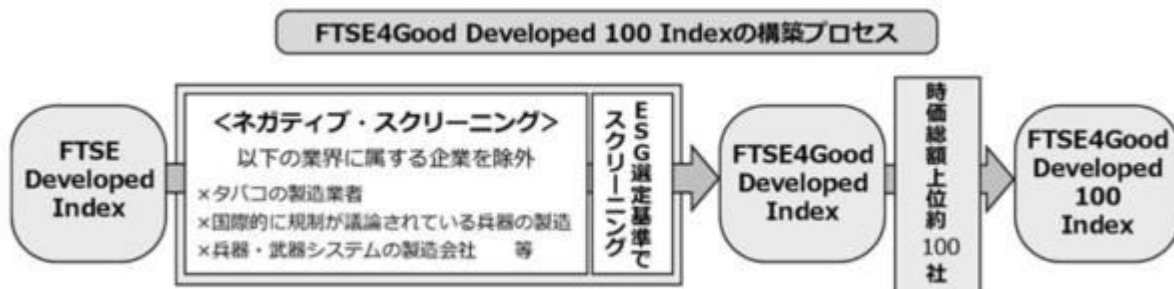 FTSE4Good Developed 100 Indexの構築プロセス
FTSE
Developed
Index
<ネガティブ・スクリーニング>
以下の業界に属する企業を除外
×タバコの製造業者
×国際的に規制が議論されている兵器の製造
×兵器・武器システムの製造会社　等
ESG選定基準で
スクリーニング
FTSE4Good
Developed
Index
時価総額上位約100社
FTSE4Good
Developed
100
Index